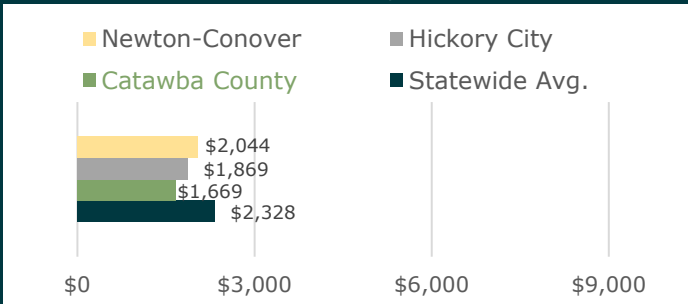 Newton-Conover Hickory City
Catawba County Statewide Avg.
$2,044
$1,869
$1,669
$2,328
$0 $3,000 $6,000 $9,000